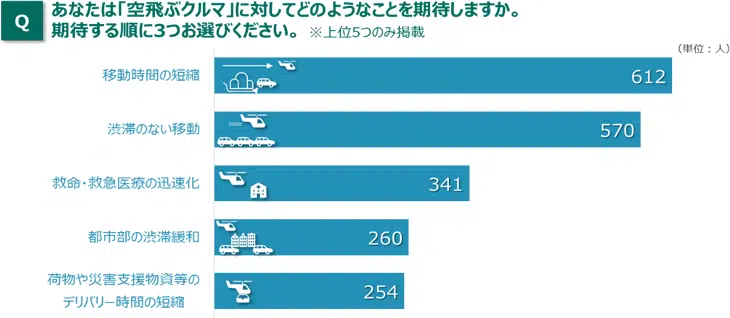 Q
あなたは「空飛ぶクルマ」に対してどのようなことを期待しますか。
期待する順に3つお選びください。 ※上位5つのみ掲載
（単位：人）
移動時間の短縮
612
渋滞のない移動
570
救命・救急医療の迅速化
341
都市部の渋滞緩和
260
荷物や災害支援物資等の
デリバリー時間の短縮
254